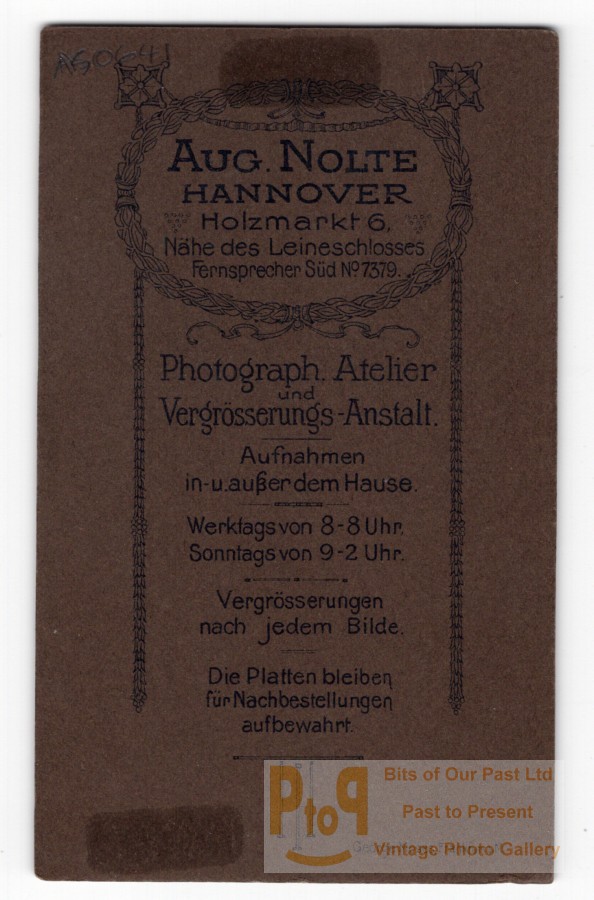 AG0641
AUG. NOLTE
HANNOVER
Holzmarkt 6,
Nähe des Leineschlosses
Fernsprecher Süd No 7379.
Photograph. Atelier
und
Vergrösserungs-Anstalt.
Aufnahmen
in-u. außer dem Hause.
Werktags von 8-8 Uhr.
Sonntags von 9-2 Uhr.
Vergrösserungen
nach jedem Bilde.
Die Platten bleiben
für Nachbestellungen
aufbewahrt.
PtoP
Bits of Our Past Ltd
Past to Present
Vintage Photo Gallery